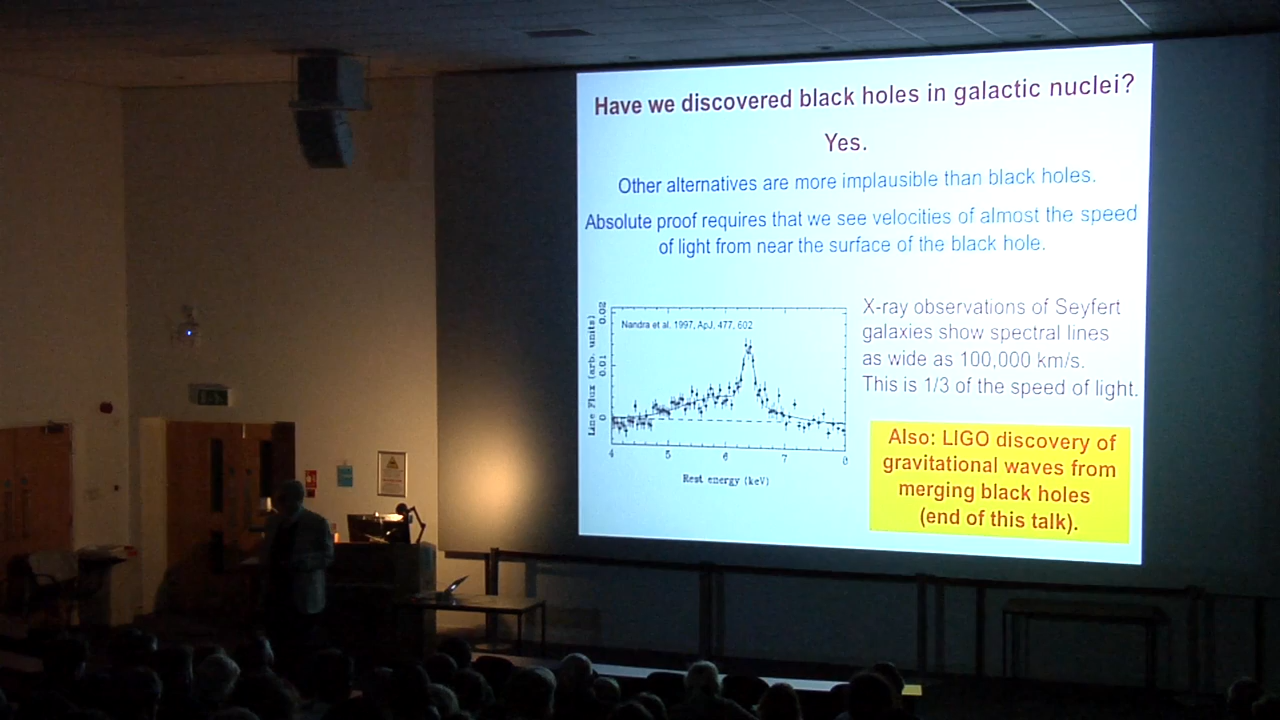 Have we discovered black holes in galactic nuclei?
Yes.
Other alternatives are more implausible than black holes.
Absolute proof requires that we see velocities of almost the speed
of light from near the surface of the black hole.
Nandra et al. 1997, ApJ, 477, 602
Line Flux (arb. units)
0.02
0.01
0
4 5 6 7 8
Rest energy (keV)
X-ray observations of Seyfert
galaxies show spectral lines
as wide as 100,000 km/s.
This is 1/3 of the speed of light.
Also: LIGO discovery of
gravitational waves from
merging black holes
(end of this talk).